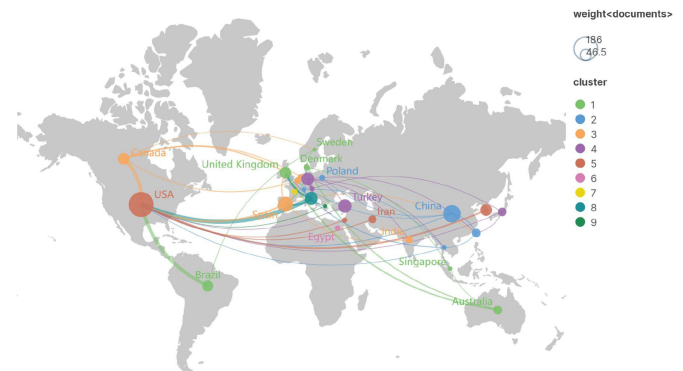 weight<documents>
186
46.5
cluster
1
2
3
4
5
6
7
8
9
Sweden
Canada
Denmark
United Kingdom
Poland
USA
Turkey
China
Spain
Iran
India
Egypt
Singapore
Brazil
Australia